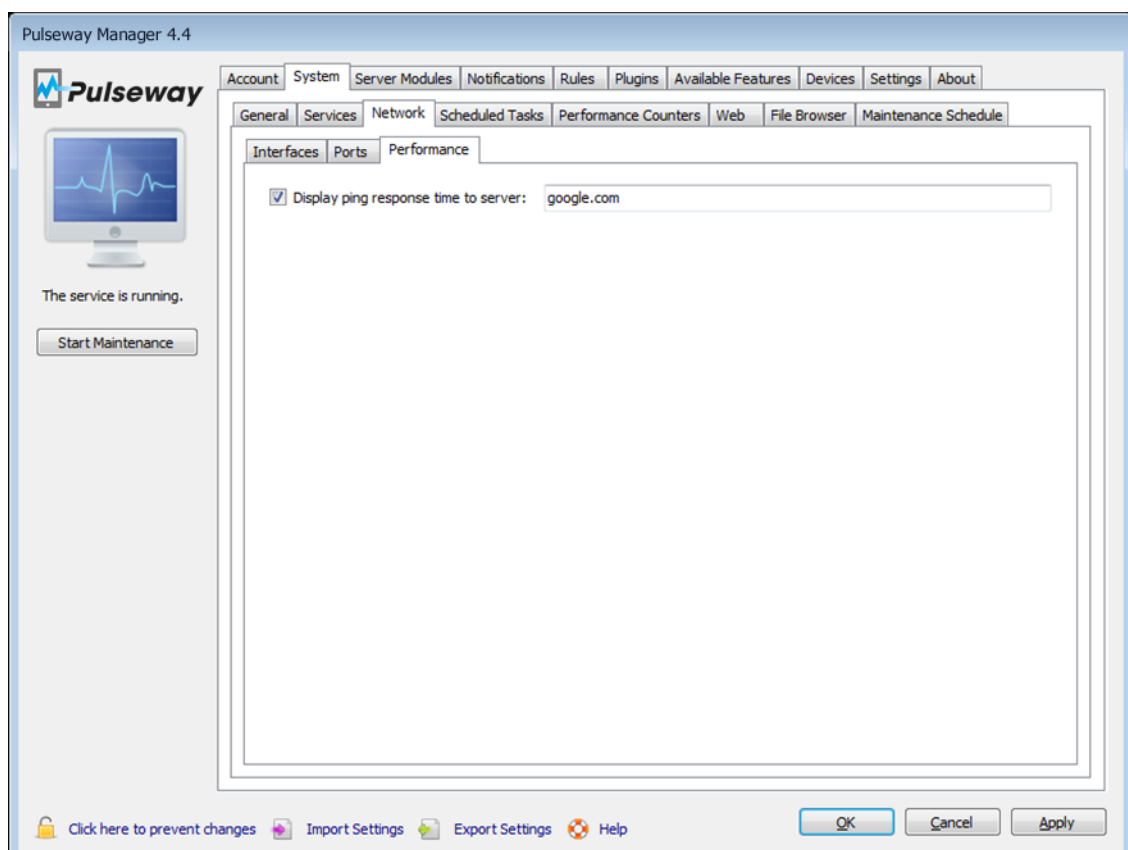 Pulseway Manager 4.4
Pulseway
Account System Server Modules Notifications Rules Plugins Available Features Devices Settings About
General Services Network Scheduled Tasks Performance Counters Web File Browser Maintenance Schedule
Interfaces Ports Performance
Display ping response time to server: google.com
The service is running.
Start Maintenance
Click here to prevent changes Import Settings Export Settings Help OK Cancel Apply